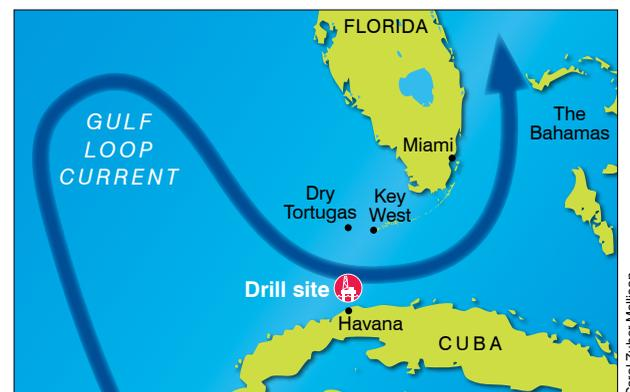 FLORIDA
GULF
LOOP
CURRENT
The
Bahamas
Miami
Dry
Tortugas
Key
West
Drill site
Havana
CUBA